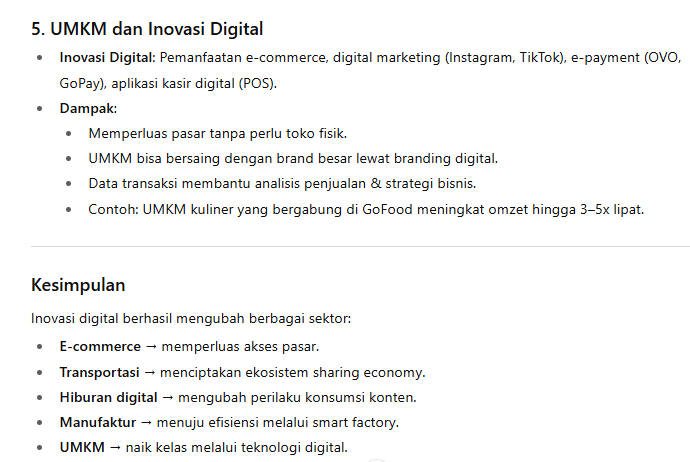 5. UMKM dan Inovasi Digital
• Inovasi Digital: Pemanfaatan e-commerce, digital marketing (Instagram, TikTok), e-payment (OVO,
GoPay), aplikasi kasir digital (POS).
• Dampak:
• Memperluas pasar tanpa perlu toko fisik.
• UMKM bisa bersaing dengan brand besar lewat branding digital.
• Data transaksi membantu analisis penjualan & strategi bisnis.
• Contoh: UMKM kuliner yang bergabung di GoFood meningkat omzet hingga 3–5x lipat.
Kesimpulan
Inovasi digital berhasil mengubah berbagai sektor:
• E-commerce → memperluas akses pasar.
• Transportasi → menciptakan ekosistem sharing economy.
• Hiburan digital → mengubah perilaku konsumsi konten.
• Manufaktur → menuju efisiensi melalui smart factory.
• UMKM → naik kelas melalui teknologi digital.